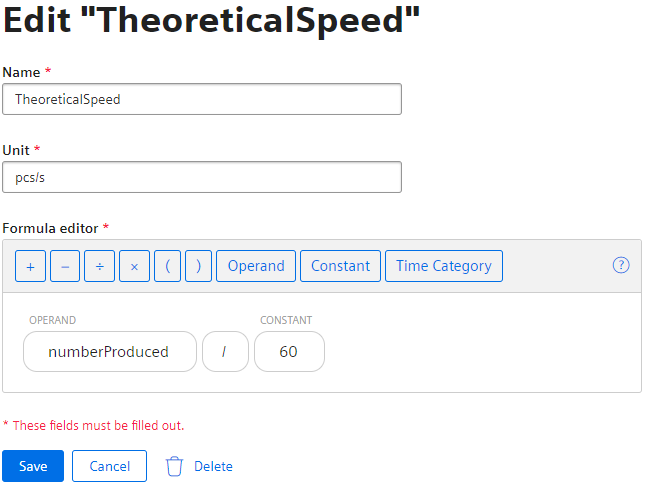 Edit "TheoreticalSpeed"
Name *
TheoreticalSpeed
Unit *
pcs/s
Formula editor *
+ − ÷ × ( ) Operand Constant Time Category ?
OPERAND CONSTANT
numberProduced / 60
* These fields must be filled out.
Save Cancel Delete